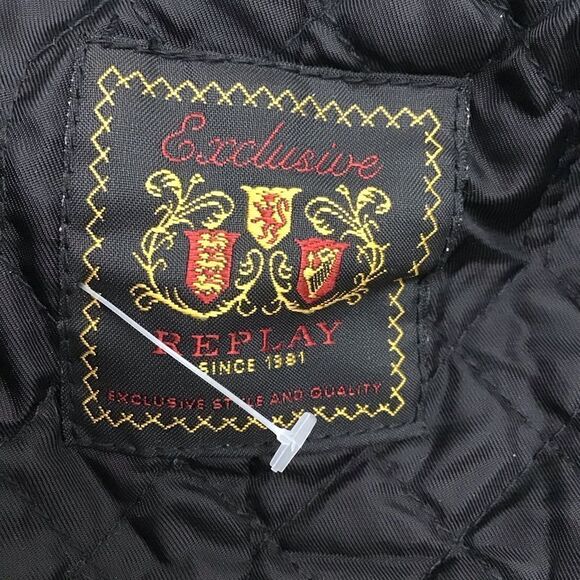 Exclusive
REPLAY
SINCE 1981
EXCLUSIVE STYLE AND QUALITY